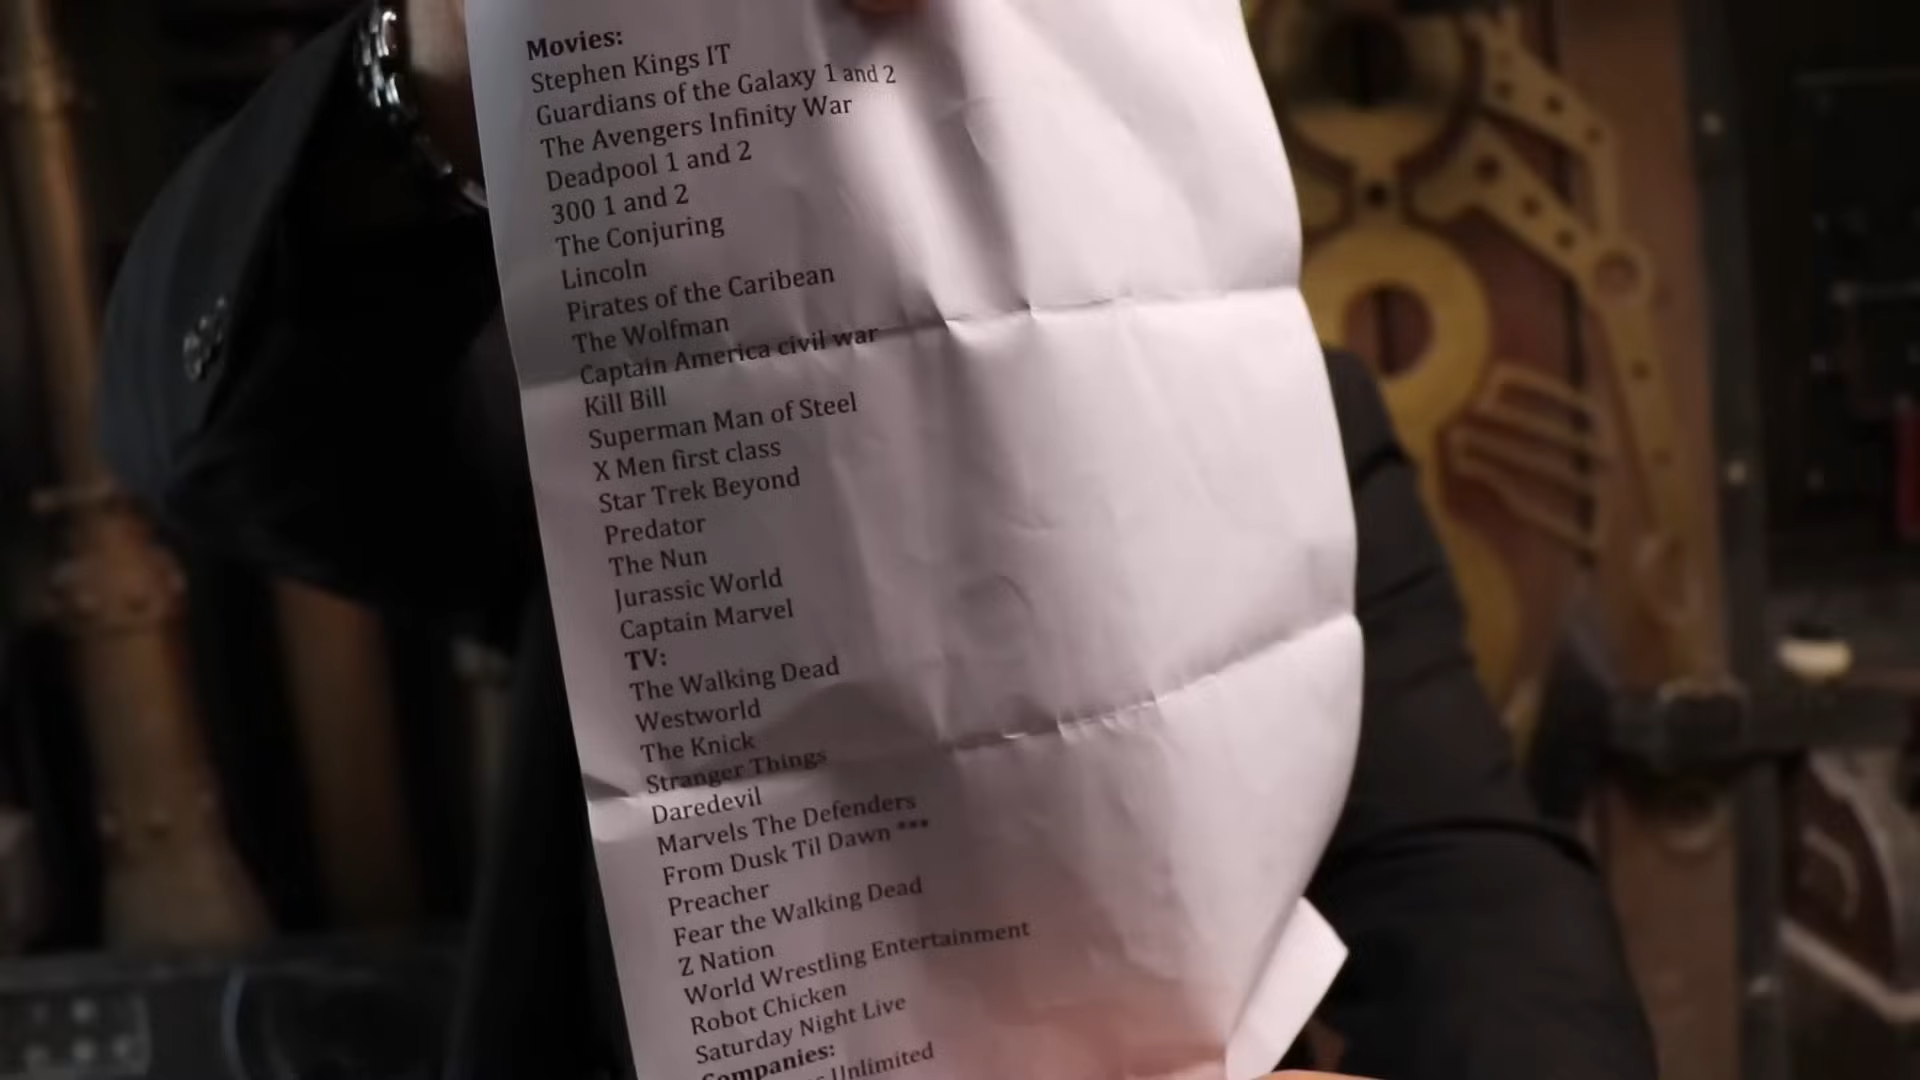 Movies:
Stephen Kings IT
Guardians of the Galaxy 1 and 2
The Avengers Infinity War
Deadpool 1 and 2
300 1 and 2
The Conjuring
Lincoln
Pirates of the Caribean
The Wolfman
Captain America civil war
Kill Bill
Superman Man of Steel
X Men first class
Star Trek Beyond
Predator
The Nun
Jurassic World
Captain Marvel
TV:
The Walking Dead
Westworld
The Knick
Stranger Things
Daredevil
Marvels The Defenders
From Dusk Til Dawn ***
Preacher
Fear the Walking Dead
Z Nation
World Wrestling Entertainment
Robot Chicken
Saturday Night Live
Companies:
Unlimited